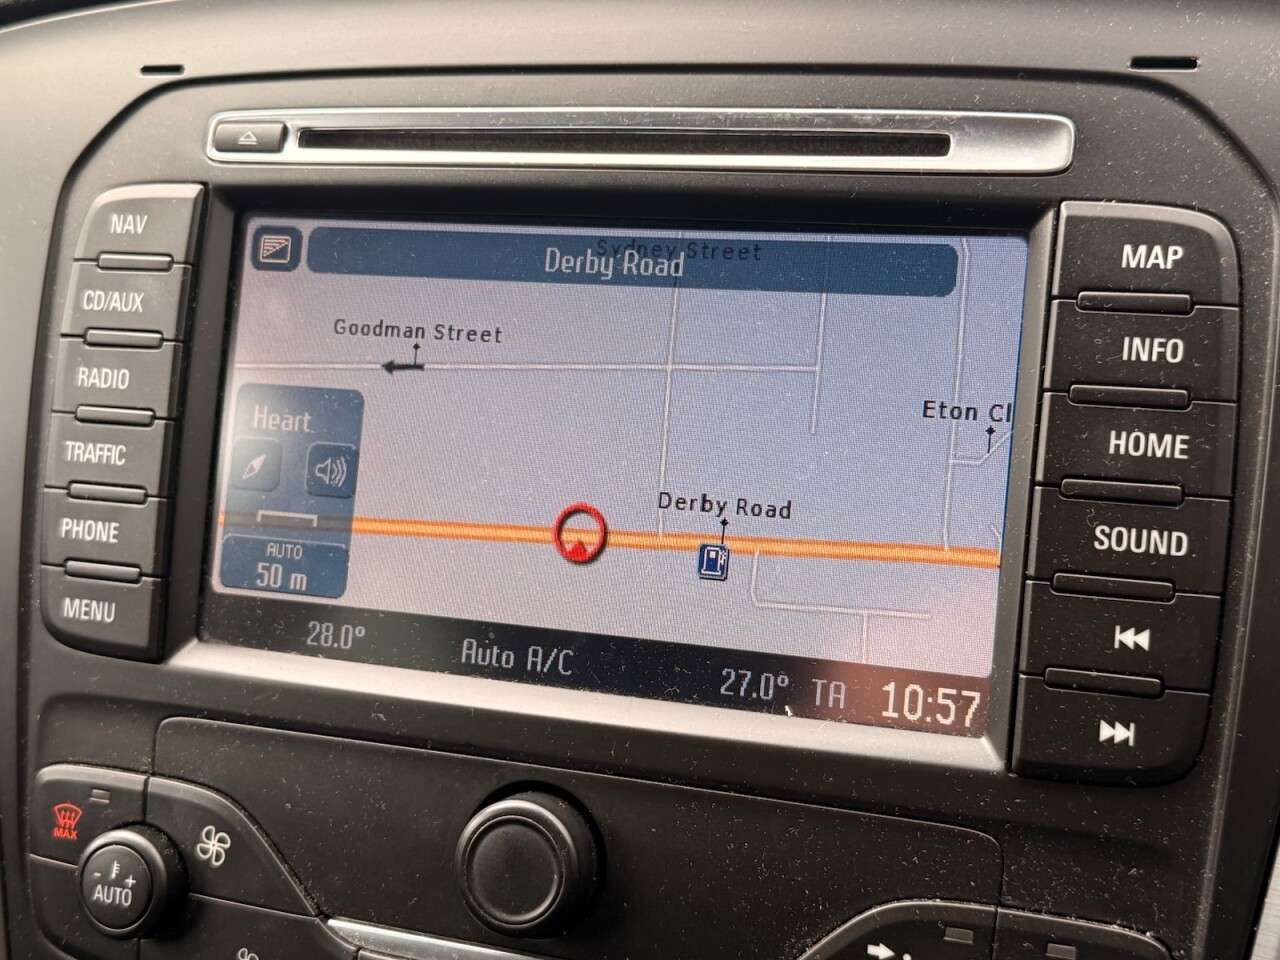 NAV
CD/AUX
RADIO
TRAFFIC
PHONE
MENU
Sydney Street
Derby Road
Goodman Street
Heart
Eton Cl
Derby Road
AUTO
50 m
28.0°
Auto A/C
27.0°
TA
10:57
MAP
INFO
HOME
SOUND
MAX
- +
AUTO